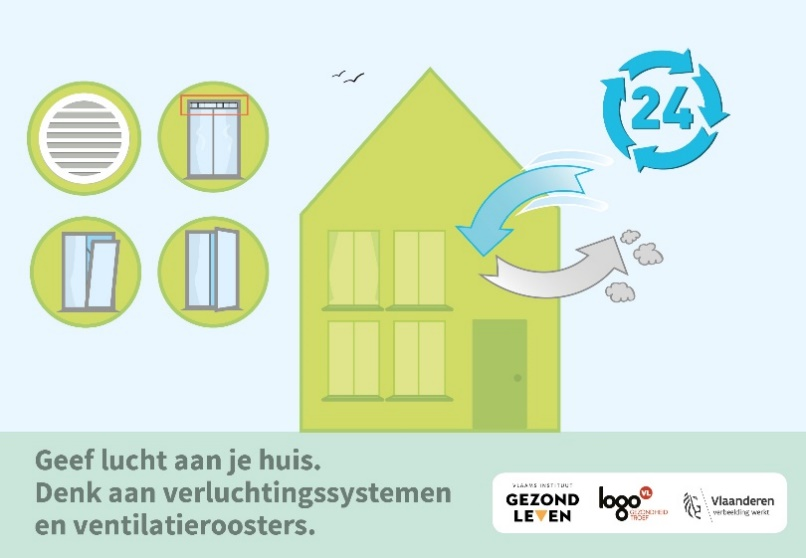 24
Geef lucht aan je huis.
Denk aan verluchtingssystemen
en ventilatieroosters.
VLAAMS INSTITUUT
GEZOND
LEVEN
logo VL
GEZONDHEID
TROEF
Vlaanderen
verbeelding werkt